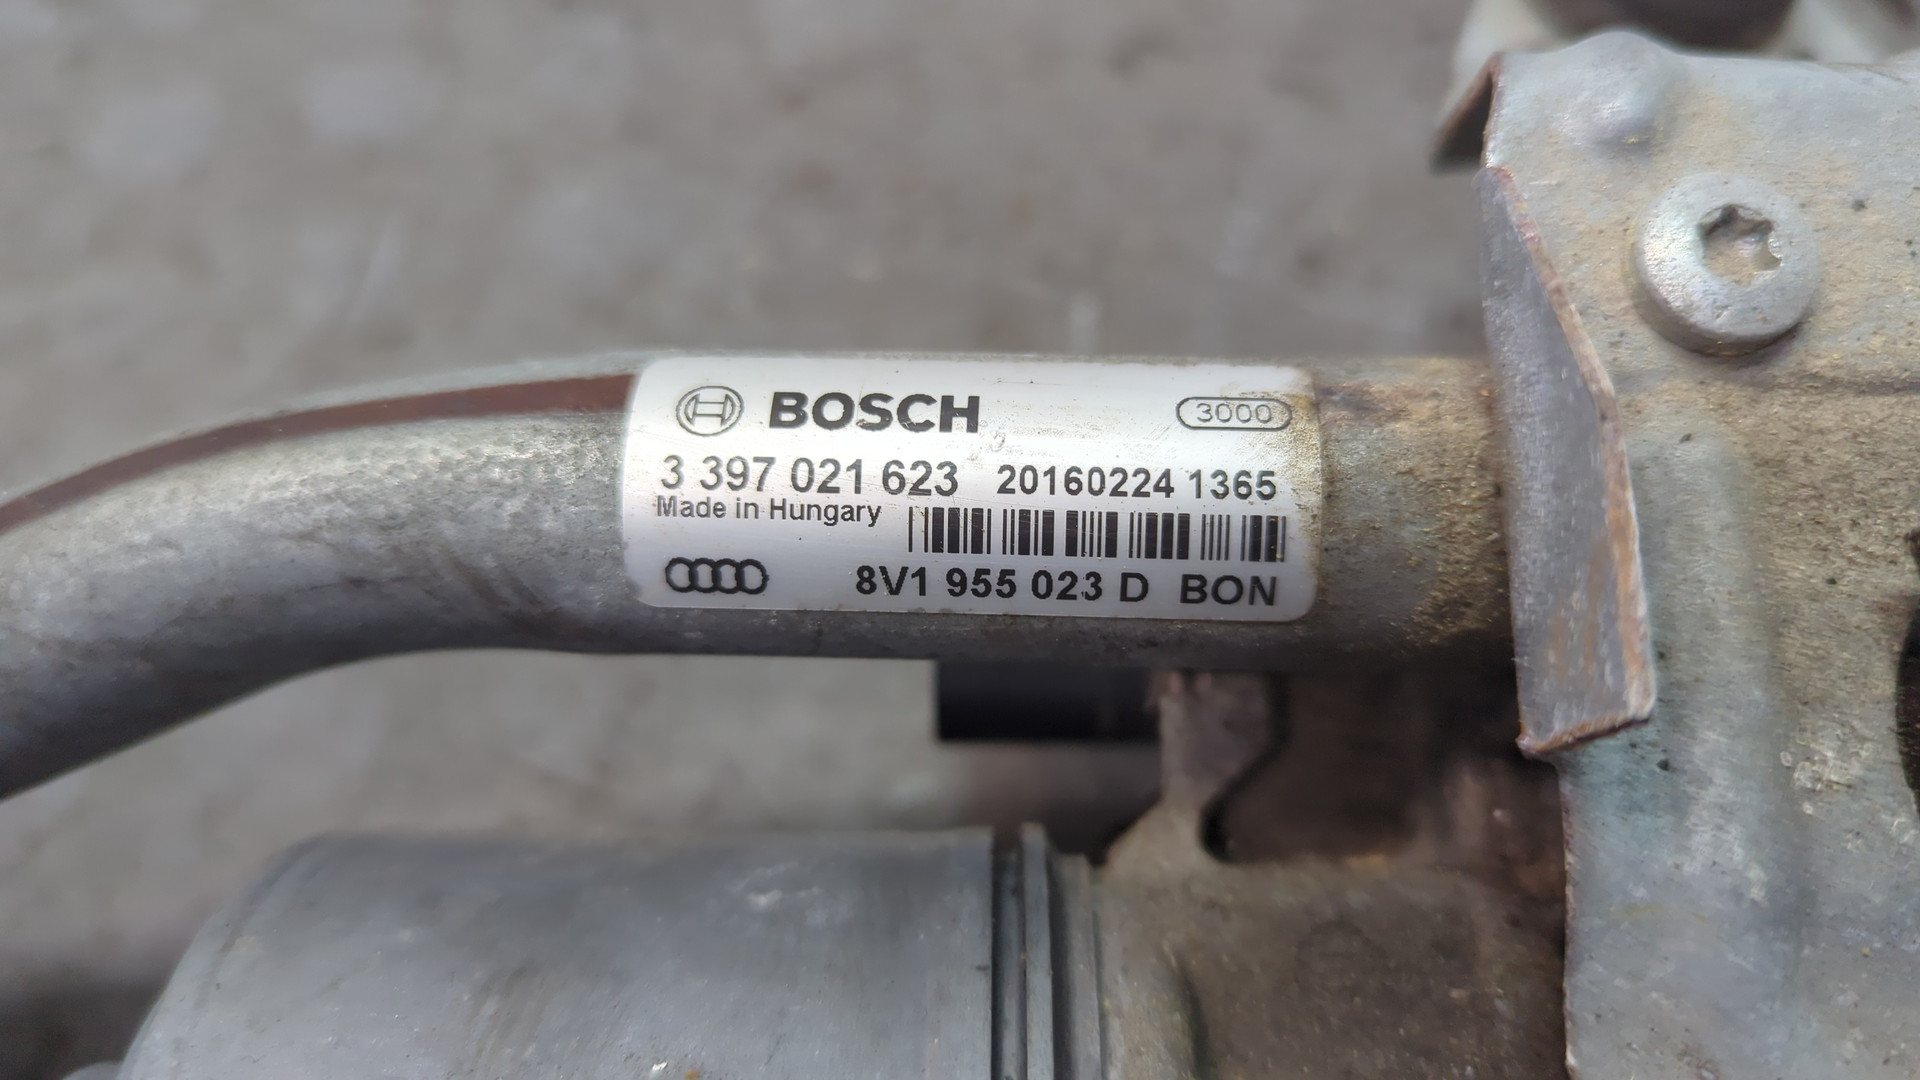 BOSCH 3000
3 397 021 623 20160224 1365
Made in Hungary
8V1 955 023 D BON